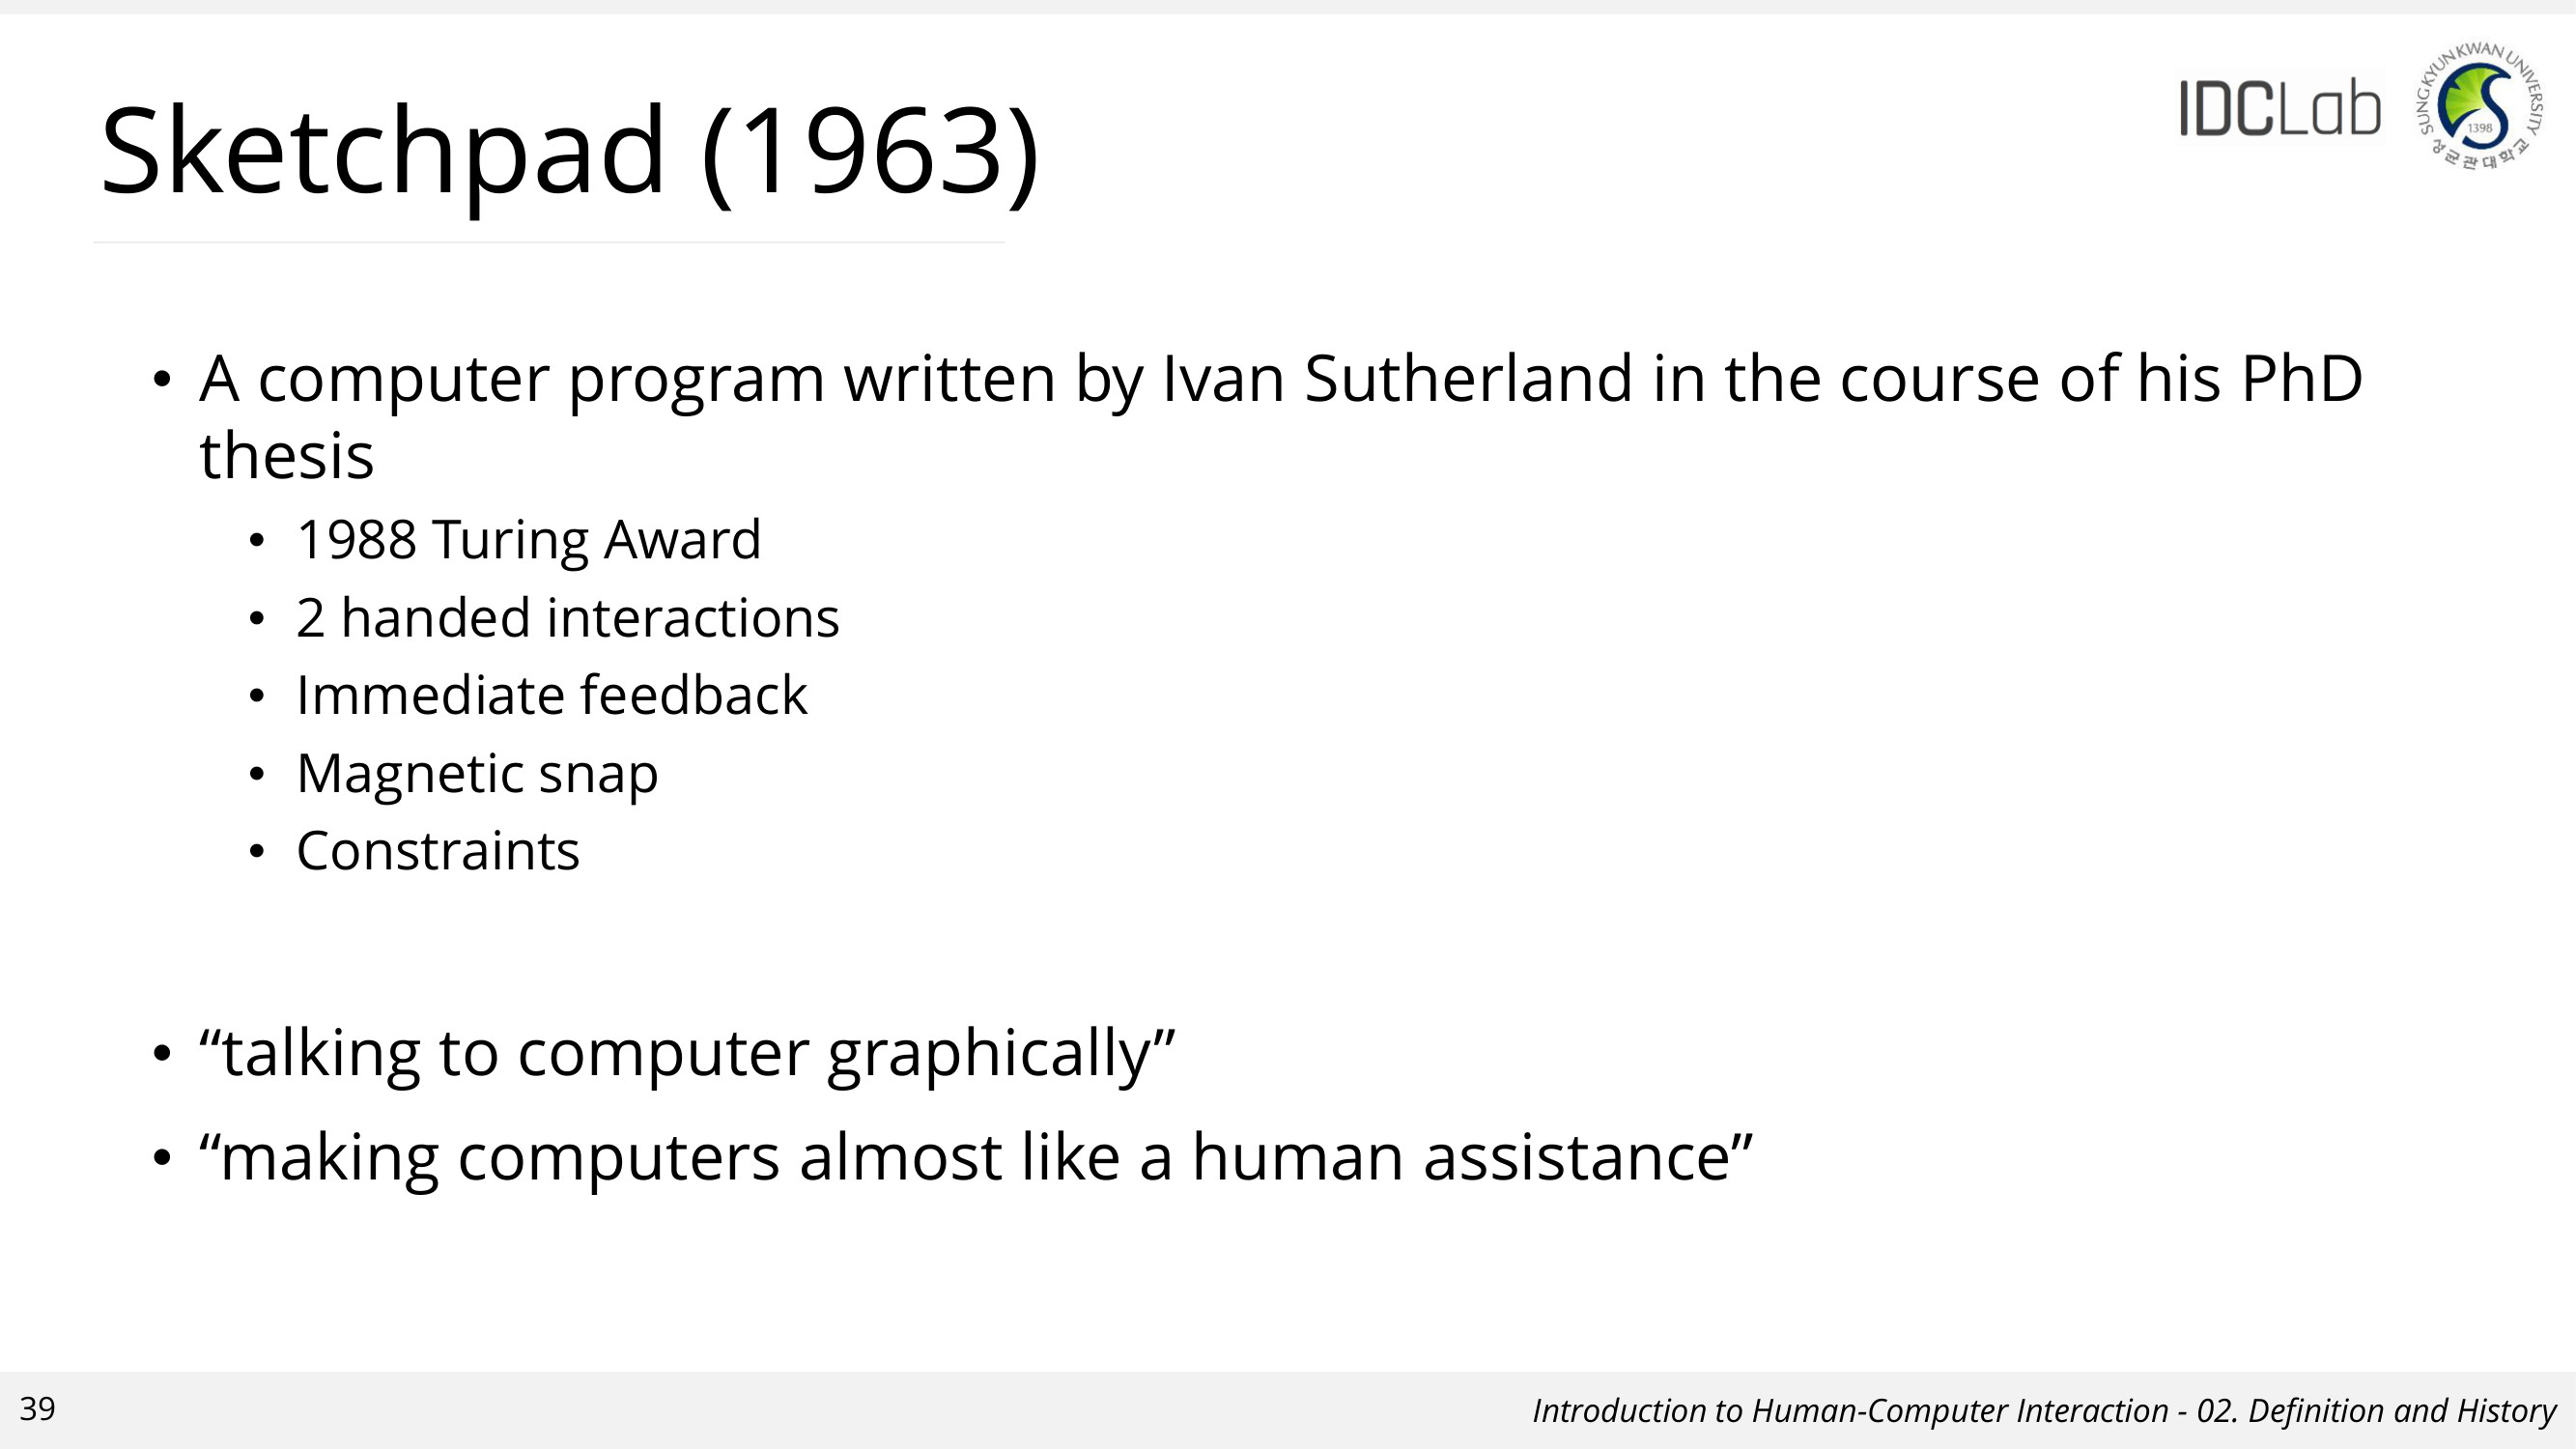 Sketchpad (1963)
IDCLab
SUNGKYUNKWAN UNIVERSITY
1398
성균관대학교
• A computer program written by Ivan Sutherland in the course of his PhD
thesis
• 1988 Turing Award
• 2 handed interactions
• Immediate feedback
• Magnetic snap
• Constraints
• “talking to computer graphically”
• “making computers almost like a human assistance”
39
Introduction to Human-Computer Interaction - 02. Definition and History